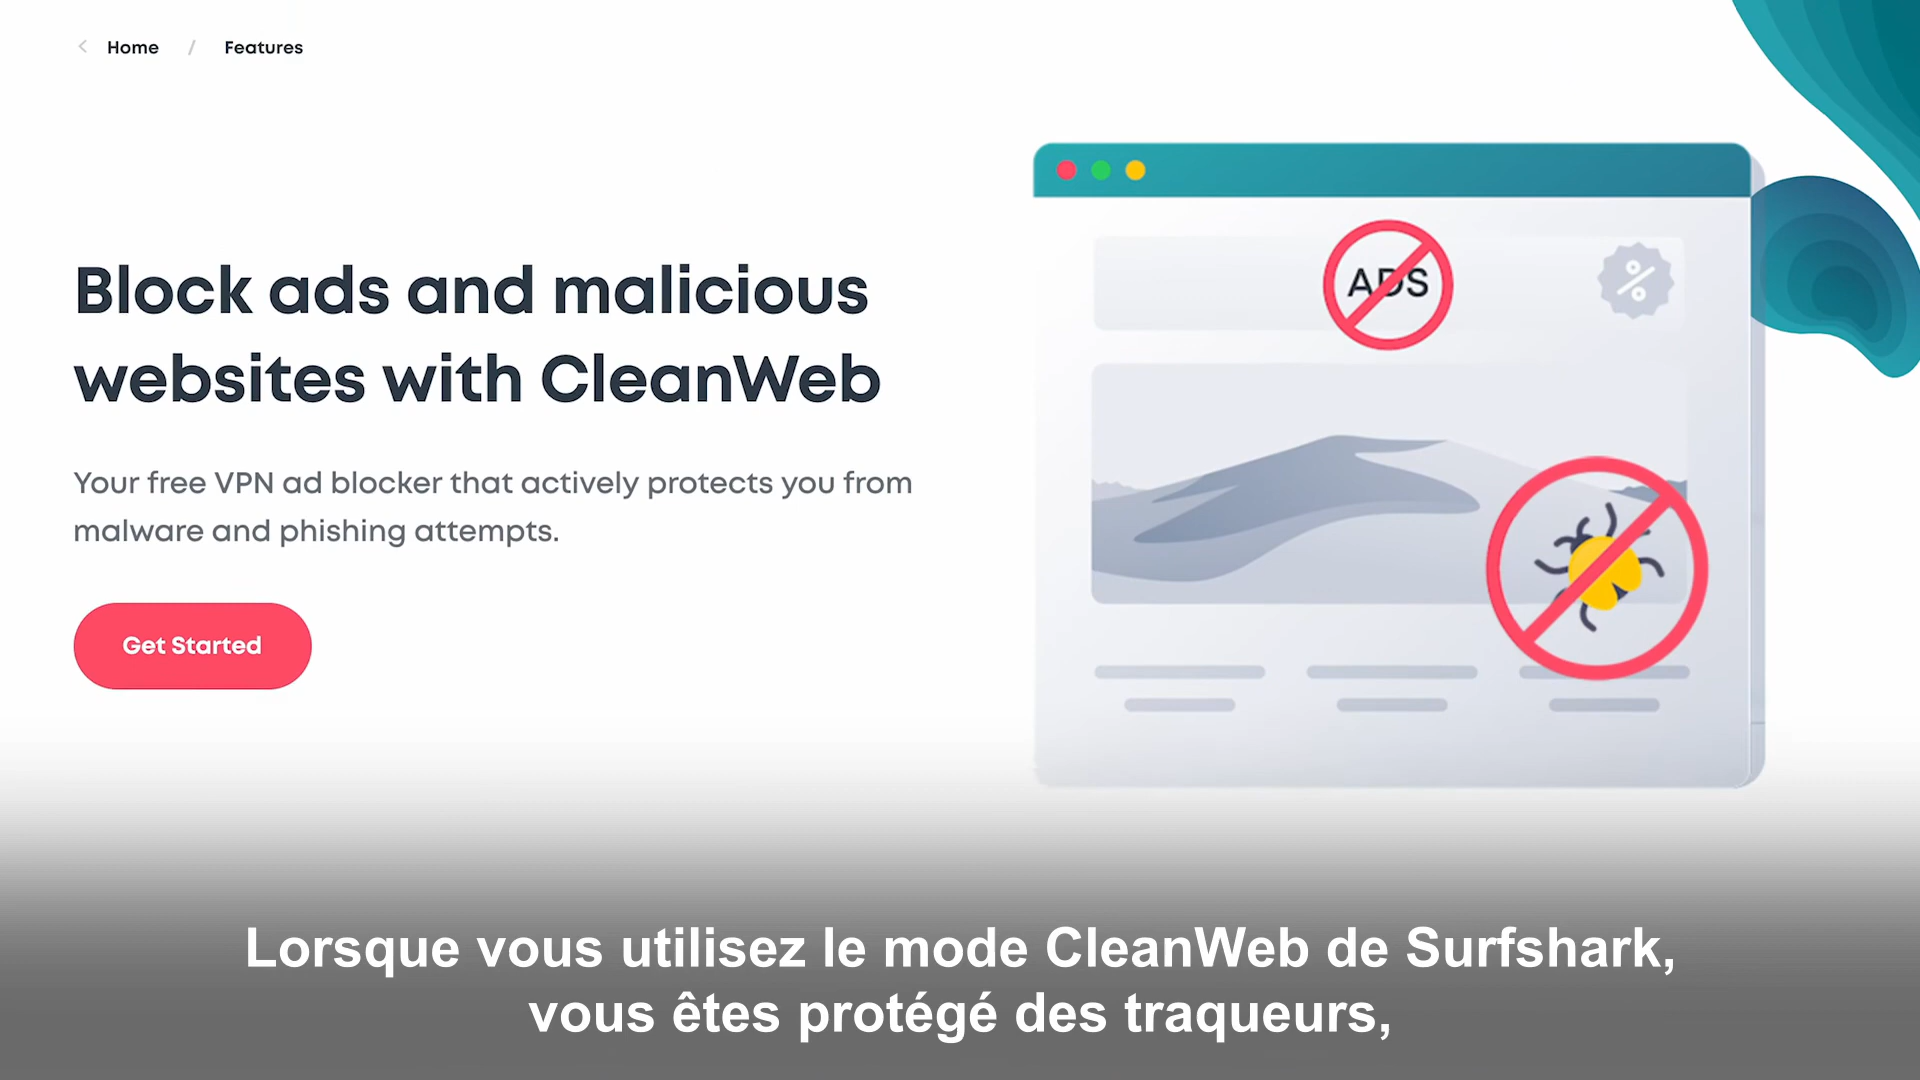 Home / Features
Block ads and malicious
websites with CleanWeb
Your free VPN ad blocker that actively protects you from
malware and phishing attempts.
Get Started
ADS
%
Lorsque vous utilisez le mode CleanWeb de Surfshark,
vous êtes protégé des traqueurs,